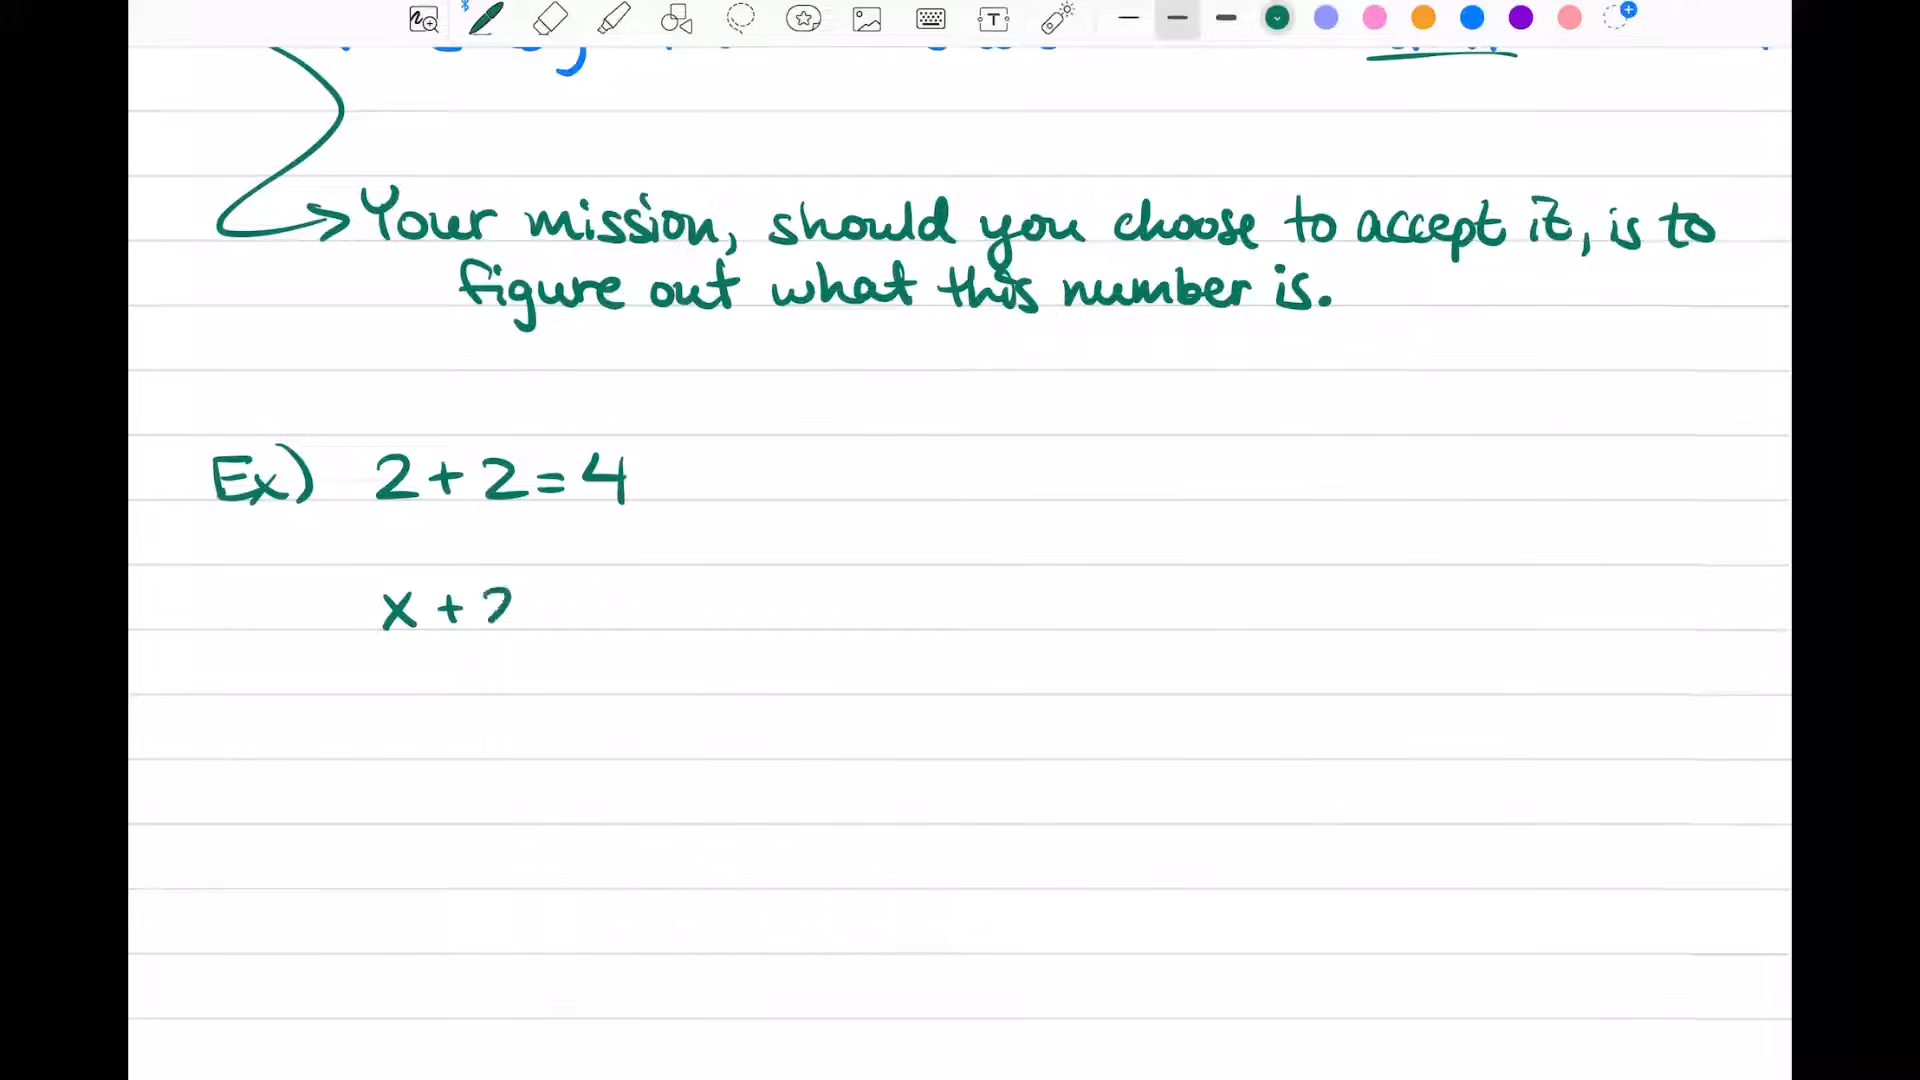 Your mission, should you choose to accept it, is to
figure out what this number is.
Ex) 2 + 2 = 4
x + 2